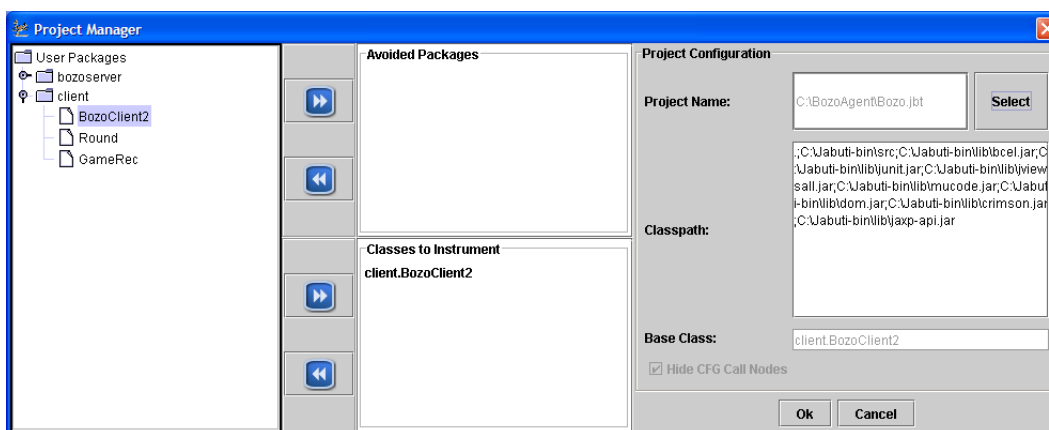 Project Manager
User Packages
bozoserver
client
BozoClient2
Round
GameRec
Avoided Packages
Classes to Instrument
client.BozoClient2
Project Configuration
Project Name:
C:\BozoAgent\Bozo.jbt
Select
Classpath:
.;C:\Jabuti-bin\src;C:\Jabuti-bin\lib\bcel.jar;C
:\Jabuti-bin\lib\junit.jar;C:\Jabuti-bin\lib\jview
sall.jar;C:\Jabuti-bin\lib\mucode.jar;C:\Jabut
i-bin\lib\dom.jar;C:\Jabuti-bin\lib\crimson.jar
;C:\Jabuti-bin\lib\jaxp-api.jar
Base Class:
client.BozoClient2
Hide CFG Call Nodes
Ok
Cancel